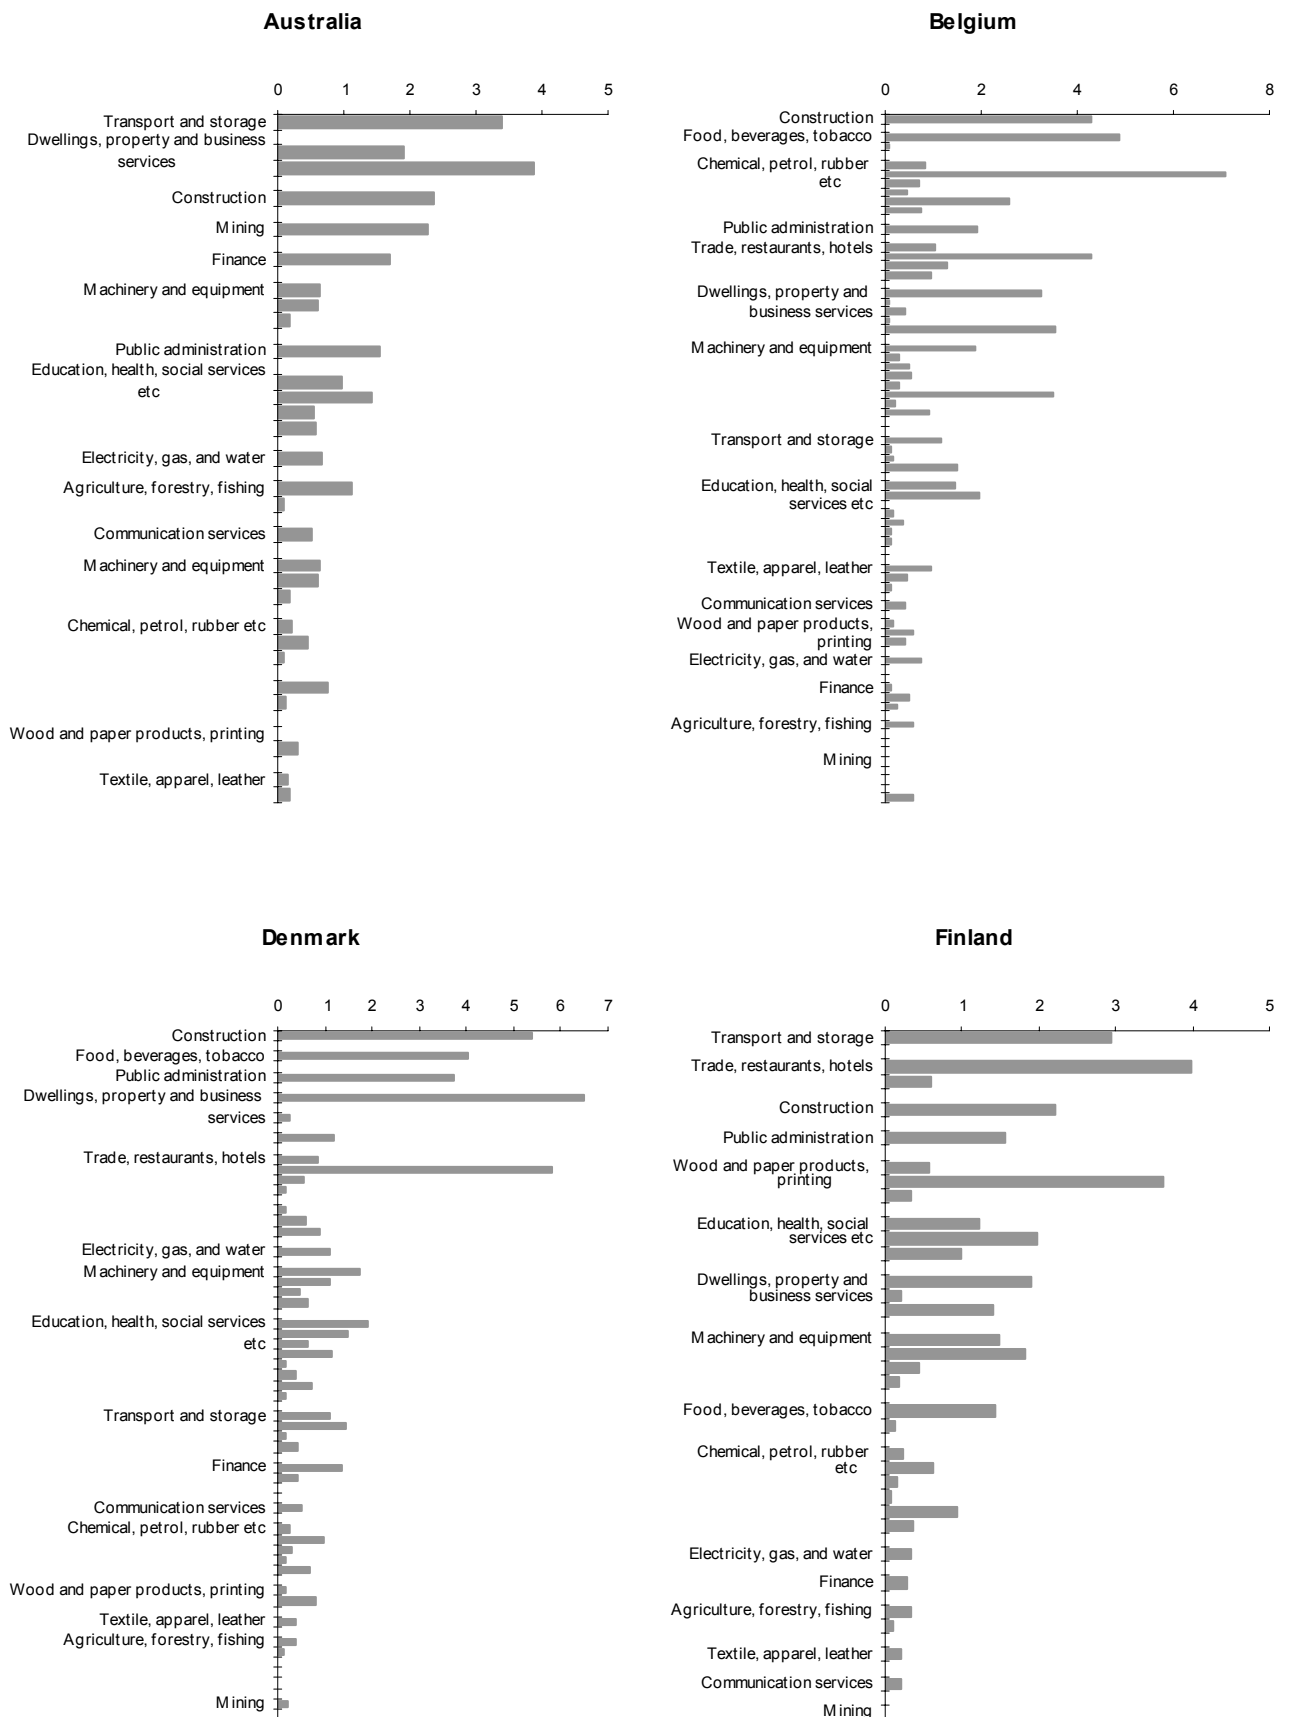 Australia
0 1 2 3 4 5
Transport and storage
Dwellings, property and business
services
Construction
Mining
Finance
Machinery and equipment
Public administration
Education, health, social services
etc
Electricity, gas, and water
Agriculture, forestry, fishing
Communication services
Machinery and equipment
Chemical, petrol, rubber etc
Wood and paper products, printing
Textile, apparel, leather
Belgium
0 2 4 6 8
Construction
Food, beverages, tobacco
Chemical, petrol, rubber
etc
Public administration
Trade, restaurants, hotels
Dwellings, property and
business services
Machinery and equipment
Transport and storage
Education, health, social
services etc
Textile, apparel, leather
Communication services
Wood and paper products,
printing
Electricity, gas, and water
Finance
Agriculture, forestry, fishing
Mining
Denmark
0 1 2 3 4 5 6 7
Construction
Food, beverages, tobacco
Public administration
Dwellings, property and business
services
Trade, restaurants, hotels
Electricity, gas, and water
Machinery and equipment
Education, health, social services
etc
Transport and storage
Finance
Communication services
Chemical, petrol, rubber etc
Wood and paper products, printing
Textile, apparel, leather
Agriculture, forestry, fishing
Mining
Finland
0 1 2 3 4 5
Transport and storage
Trade, restaurants, hotels
Construction
Public administration
Wood and paper products,
printing
Education, health, social
services etc
Dwellings, property and
business services
Machinery and equipment
Food, beverages, tobacco
Chemical, petrol, rubber
etc
Electricity, gas, and water
Finance
Agriculture, forestry, fishing
Textile, apparel, leather
Communication services
Mining